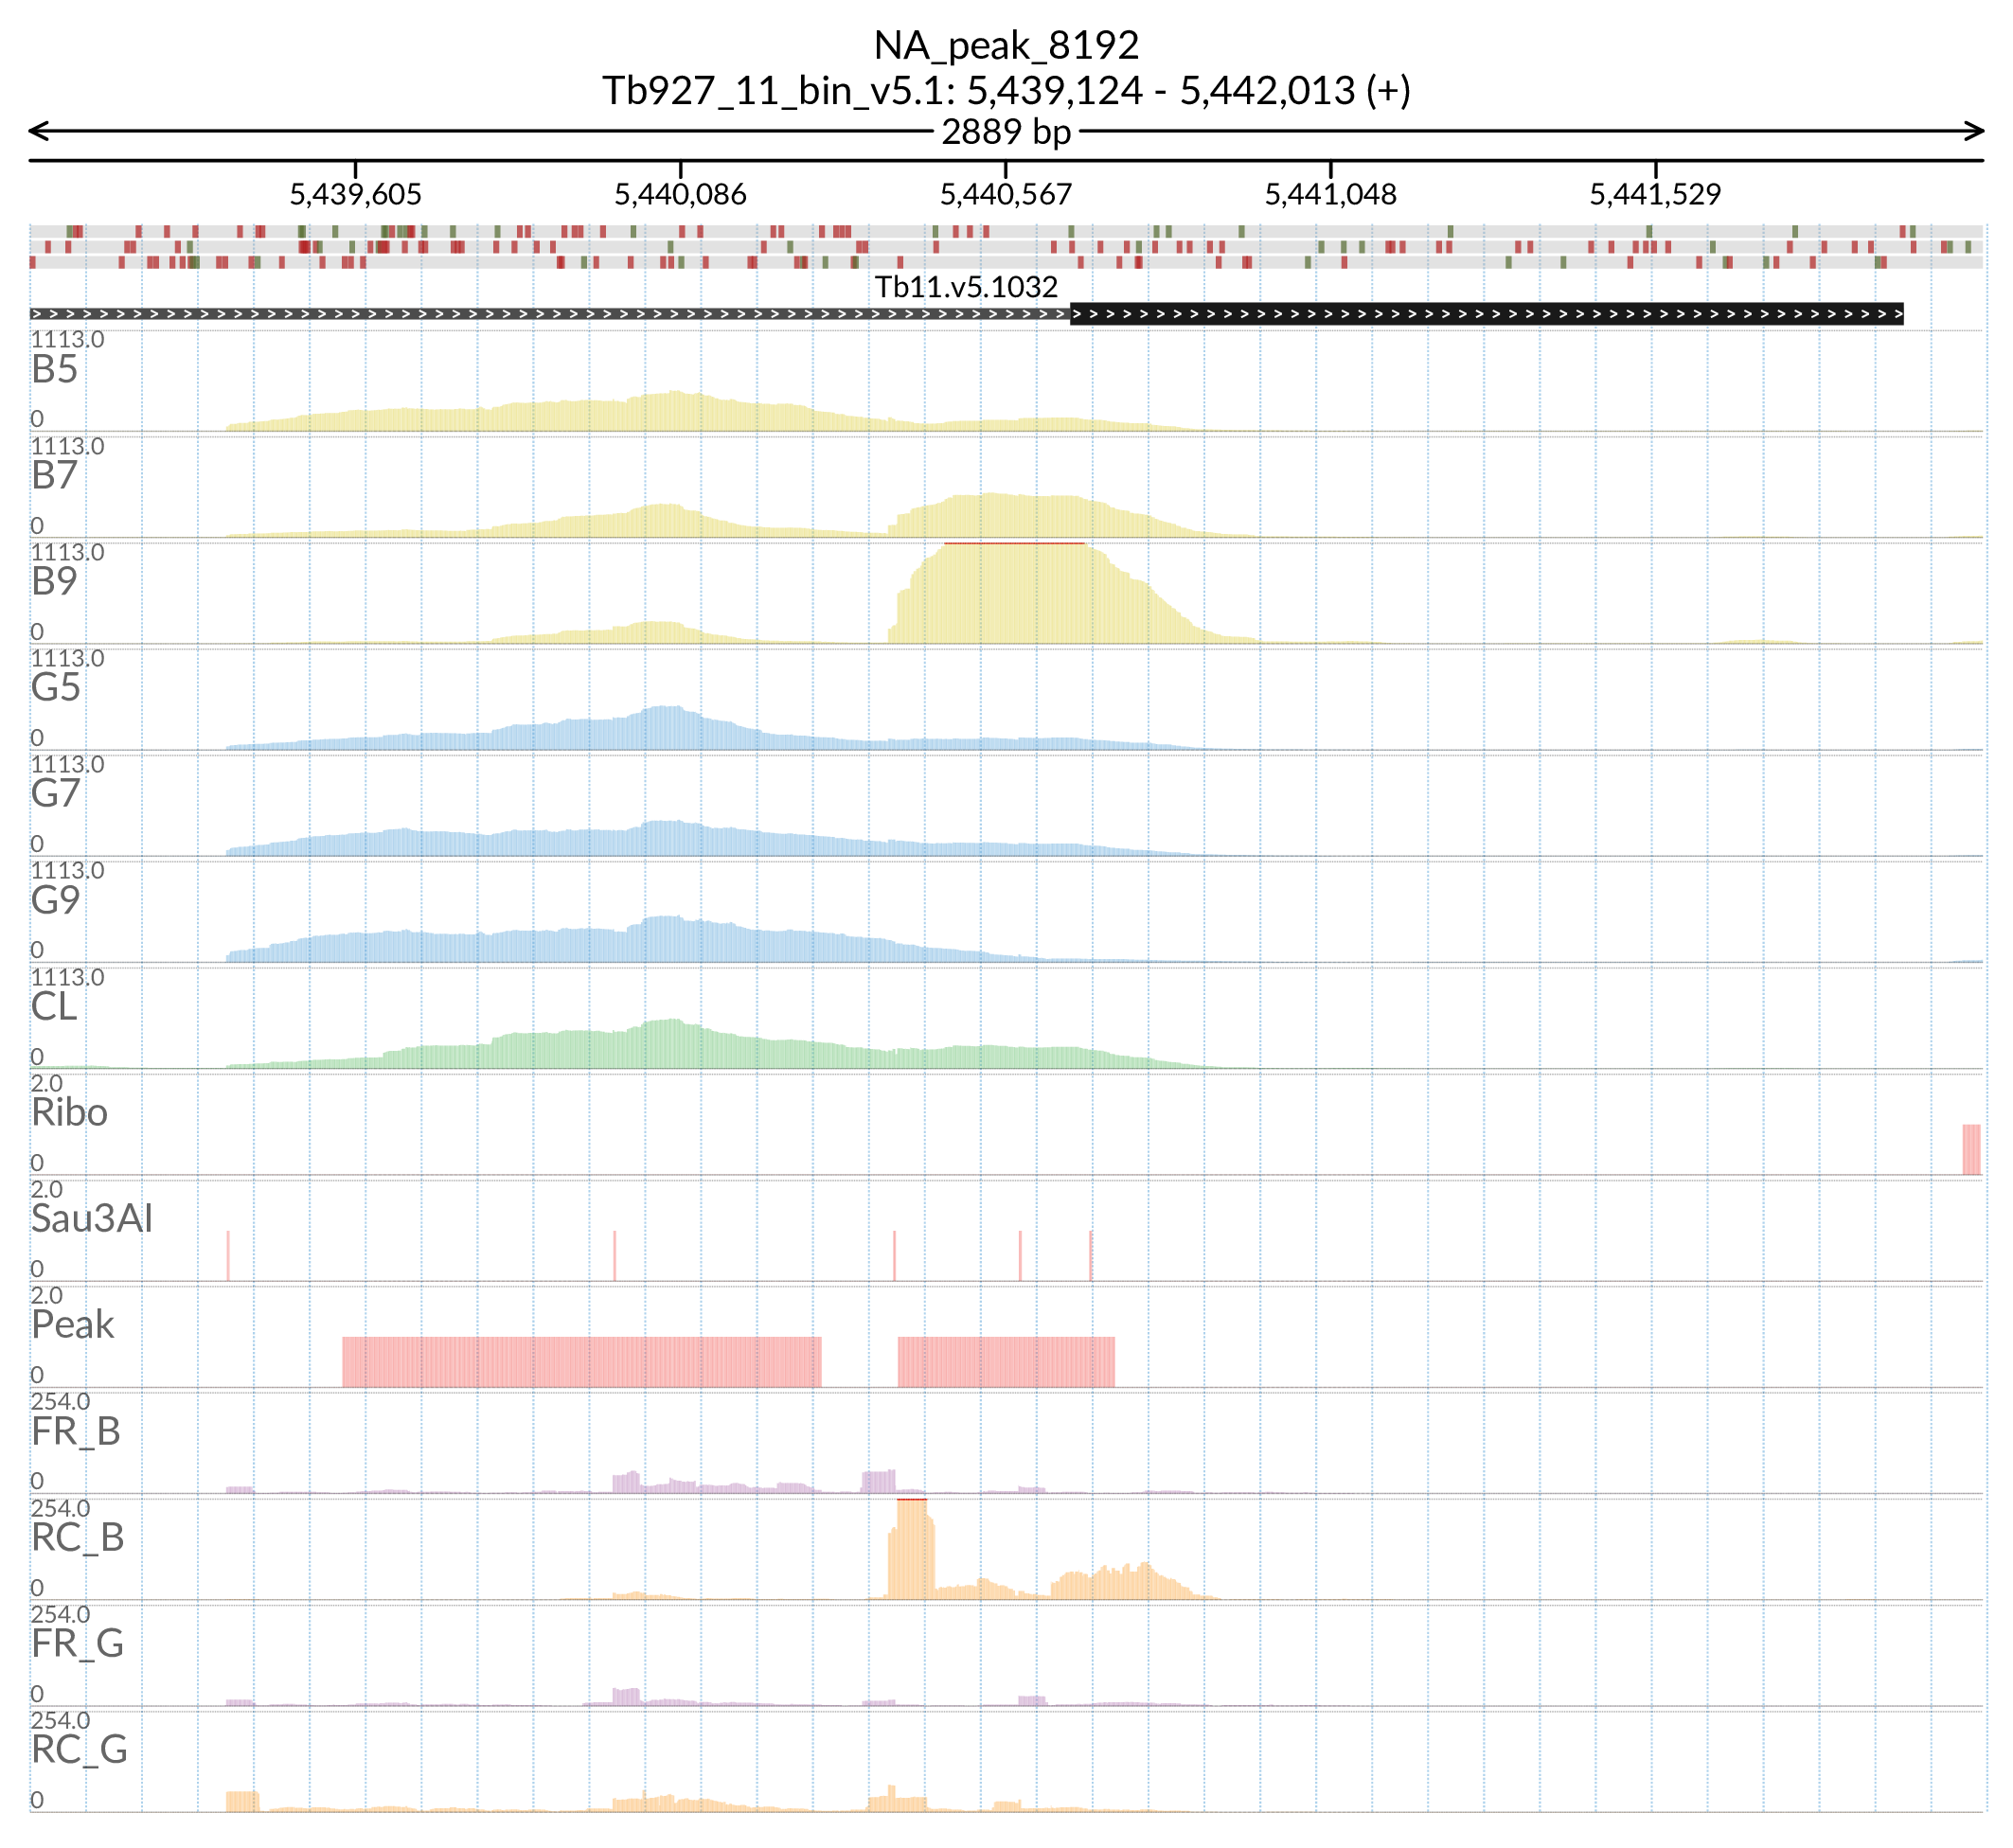 NA_peak_8192
Tb927_11_bin_v5.1: 5,439,124 - 5,442,013 (+)
2889 bp
5,439,605 5,440,086 5,440,567 5,441,048 5,441,529
Tb11.v5.1032
1113.0
B5
0
1113.0
B7
0
1113.0
B9
0
1113.0
G5
0
1113.0
G7
0
1113.0
G9
0
1113.0
CL
0
2.0
Ribo
0
2.0
Sau3AI
0
2.0
Peak
0
254.0
FR_B
0
254.0
RC_B
0
254.0
FR_G
0
254.0
RC_G
0